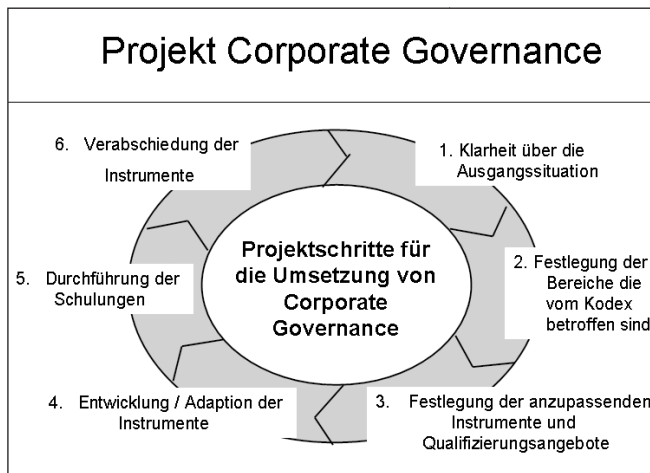 Projekt Corporate Governance
6. Verabschiedung der
Instrumente
1. Klarheit über die
Ausgangssituation
Projektschritte für
die Umsetzung von
Corporate
Governance
2. Festlegung der
Bereiche die
vom Kodex
betroffen sind
5. Durchführung der
Schulungen
4. Entwicklung / Adaption der
Instrumente
3. Festlegung der anzupassenden
Instrumente und
Qualifizierungsangebote